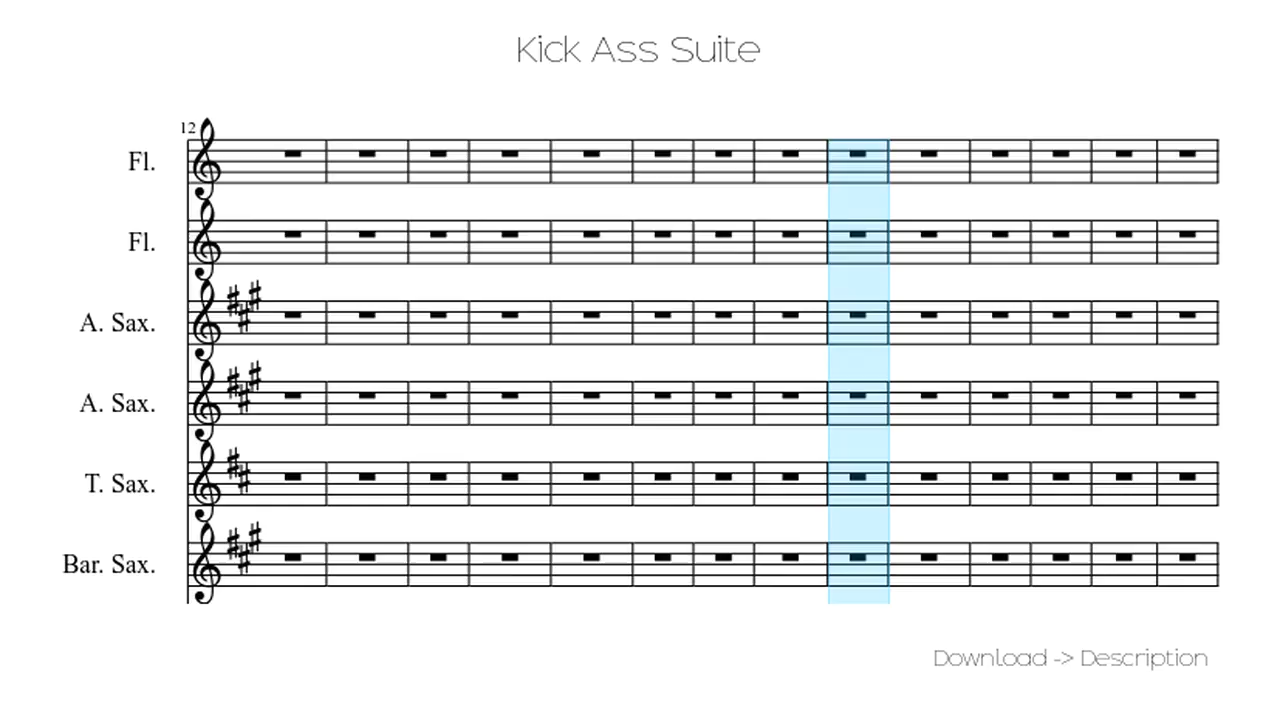 Kick Ass Suite
12
Fl.
Fl.
A. Sax.
A. Sax.
T. Sax.
Bar. Sax.
Download -> Description